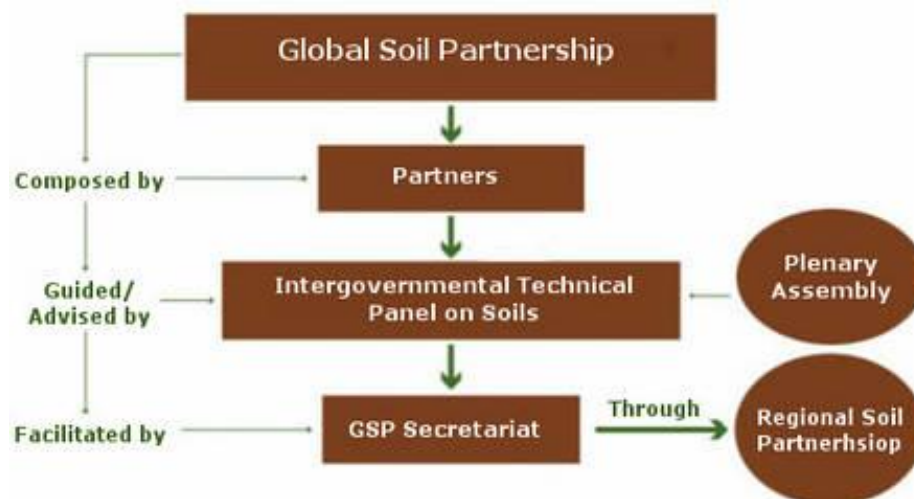 Global Soil Partnership
Composed by
Partners
Guided/
Advised by
Intergovernmental Technical
Panel on Soils
Plenary
Assembly
Facilitated by
GSP Secretariat
Through
Regional Soil
Partnerhsiop